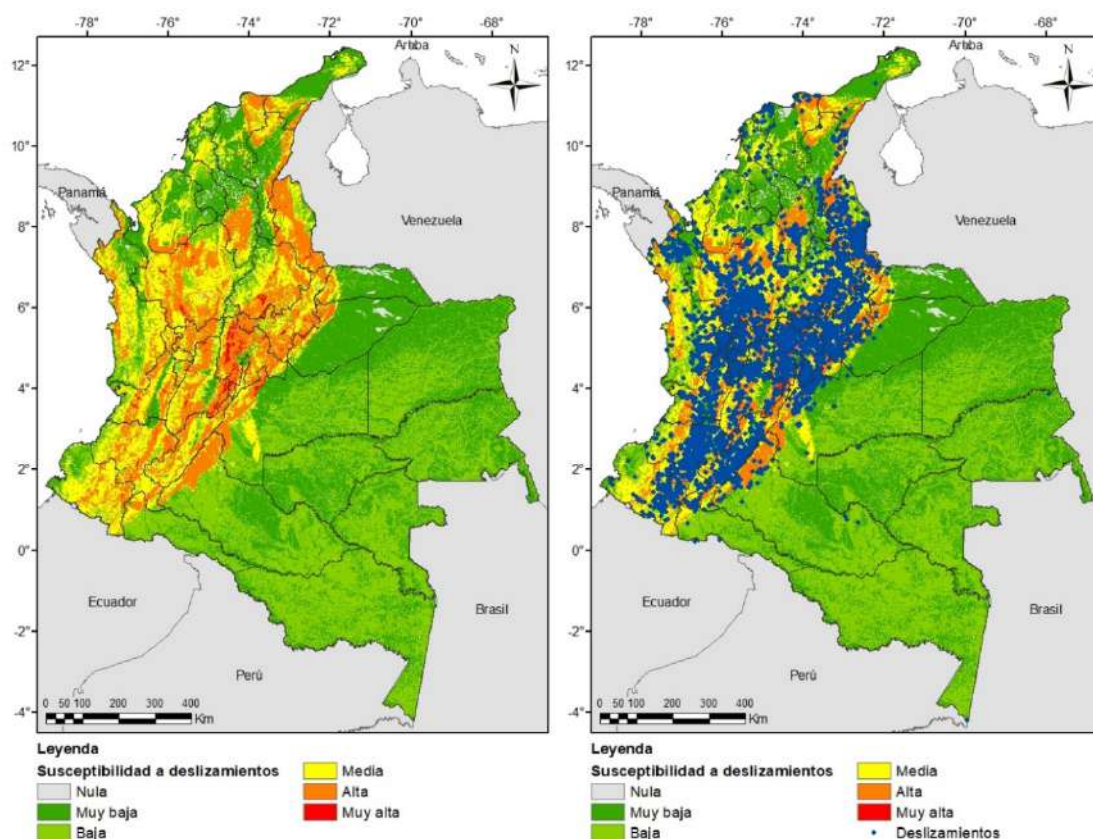 -78° -76° -74° -72° -70° -68°
Aruba
N
12°
10°
Panamá
Venezuela
8°
6°
4°
2°
0°
Ecuador
Brasil
-2°
Perú
0 50 100 200 300 400
Km
-4°
Leyenda
Susceptibilidad a deslizamientos
Nula
Muy baja
Baja
Media
Alta
Muy alta
-78° -76° -74° -72° -70° -68°
Aruba
N
12°
10°
Panamá
Venezuela
8°
6°
4°
2°
0°
Ecuador
Brasil
-2°
Perú
0 50 100 200 300 400
Km
-4°
Leyenda
Susceptibilidad a deslizamientos
Nula
Muy baja
Baja
Media
Alta
Muy alta
Deslizamientos